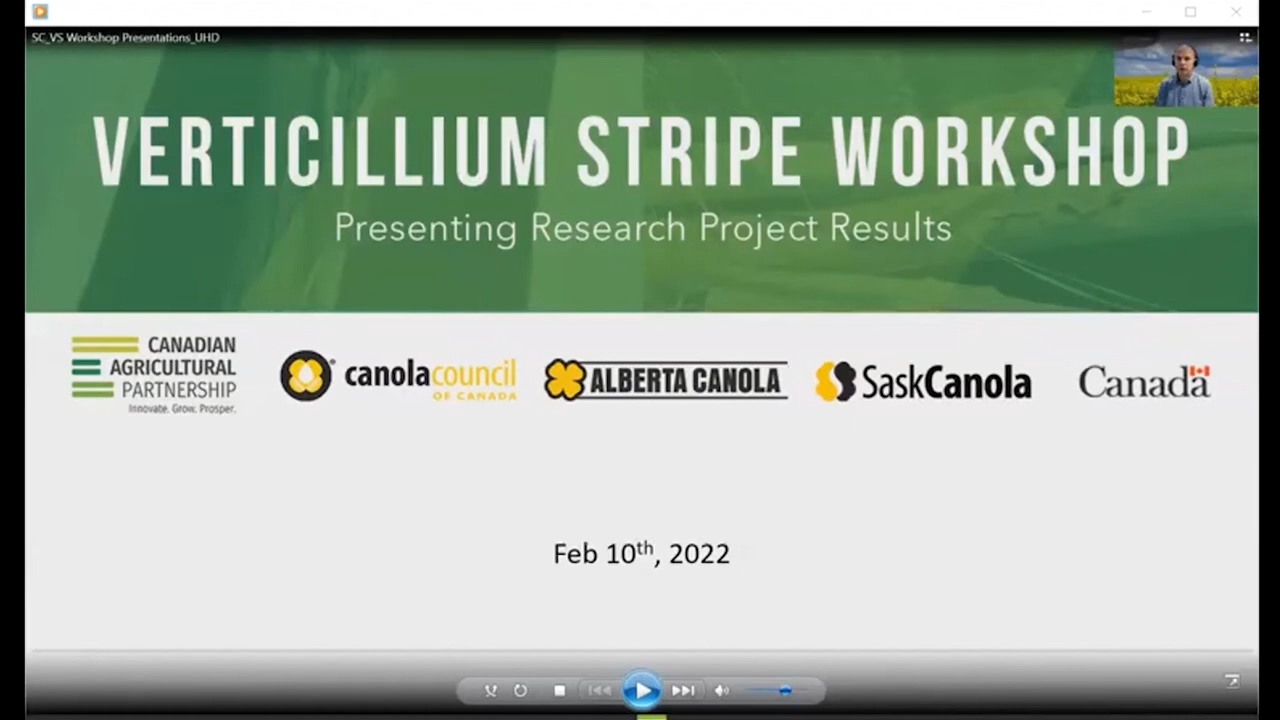 SC_VS Workshop Presentations_UHD
VERTICILLIUM STRIPE WORKSHOP
Presenting Research Project Results
CANADIAN
AGRICULTURAL
PARTNERSHIP
Innovate. Grow. Prosper.
canolacouncil
OF CANADA
ALBERTA CANOLA
SaskCanola
Canada
Feb 10th, 2022